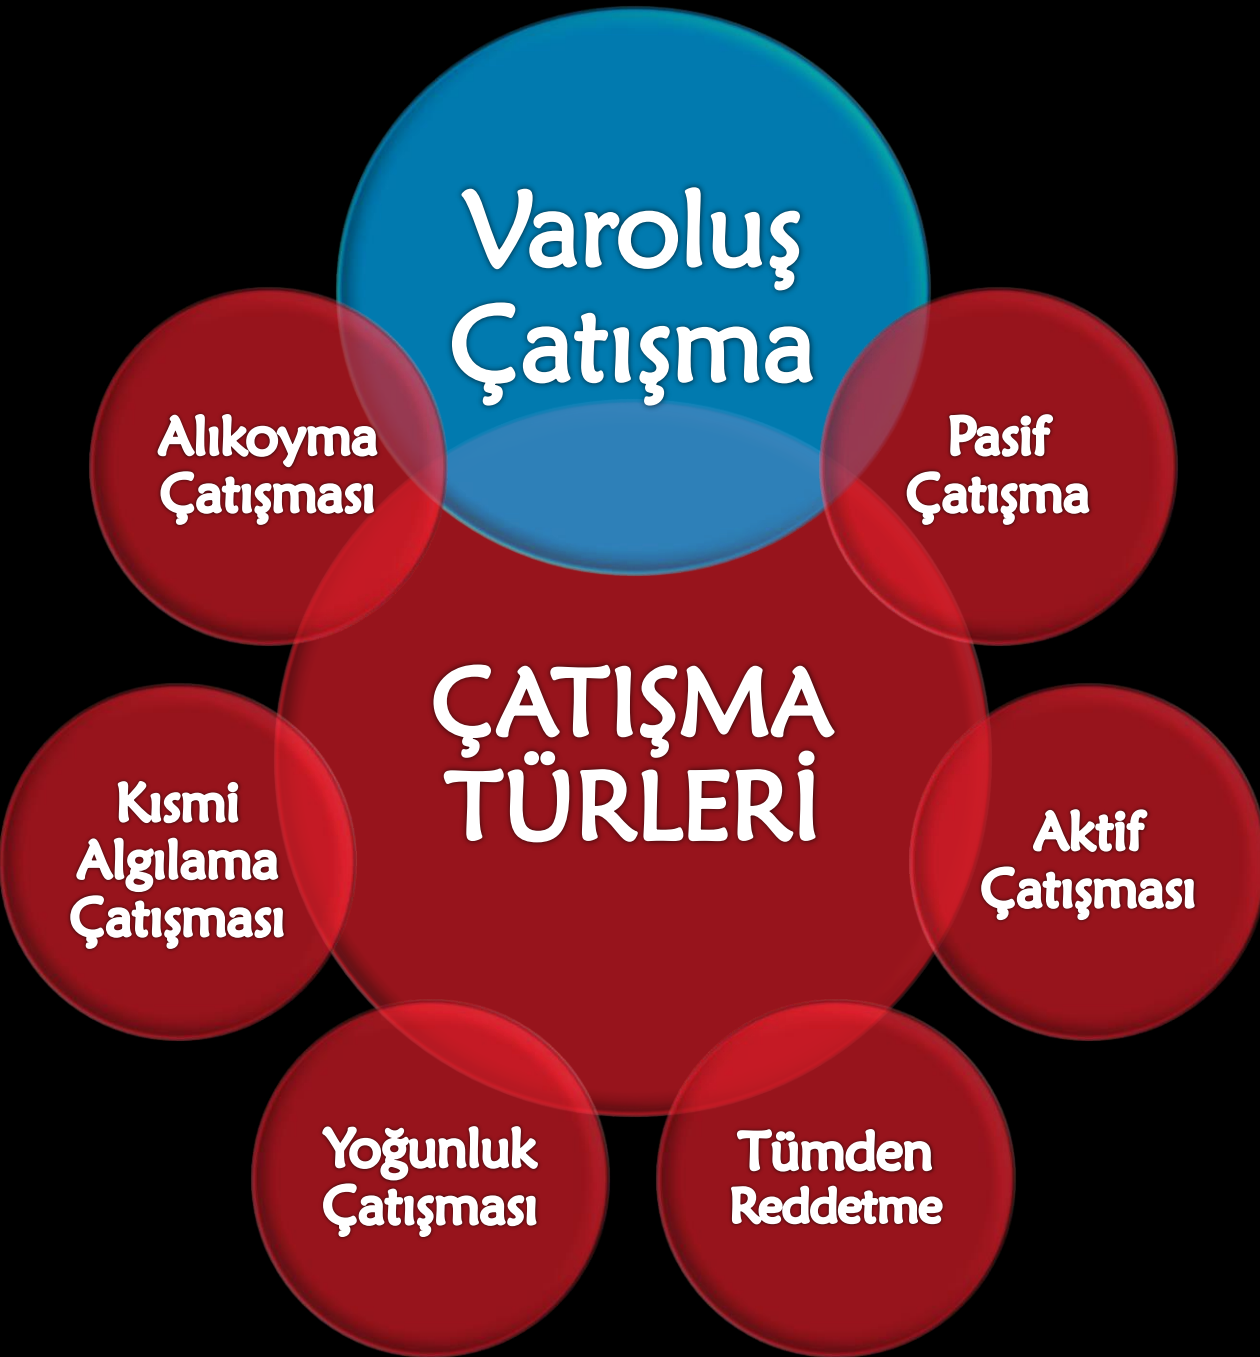 Varoluş
Çatışma
Alıkoyma
Çatışması
Pasif
Çatışma
ÇATIŞMA
TÜRLERİ
Kısmi
Algılama
Çatışması
Aktif
Çatışması
Yoğunluk
Çatışması
Tümden
Reddetme